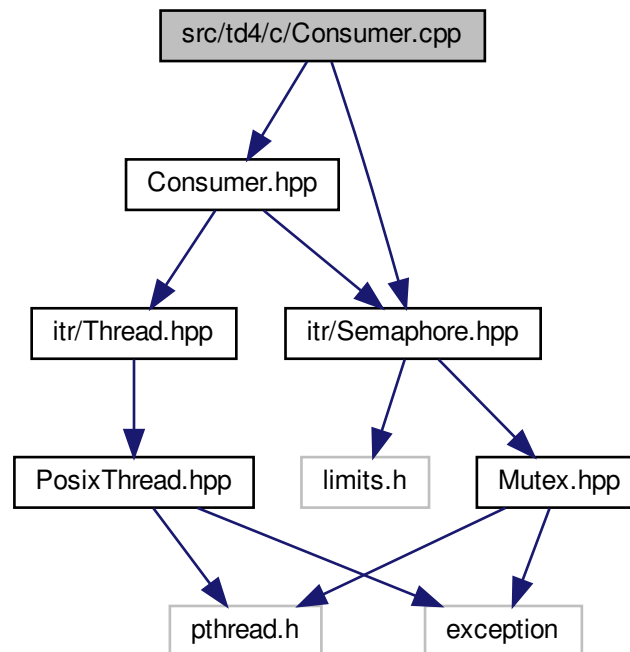 src/td4/c/Consumer.cpp
Consumer.hpp
itr/Thread.hpp
itr/Semaphore.hpp
PosixThread.hpp
limits.h
Mutex.hpp
pthread.h
exception